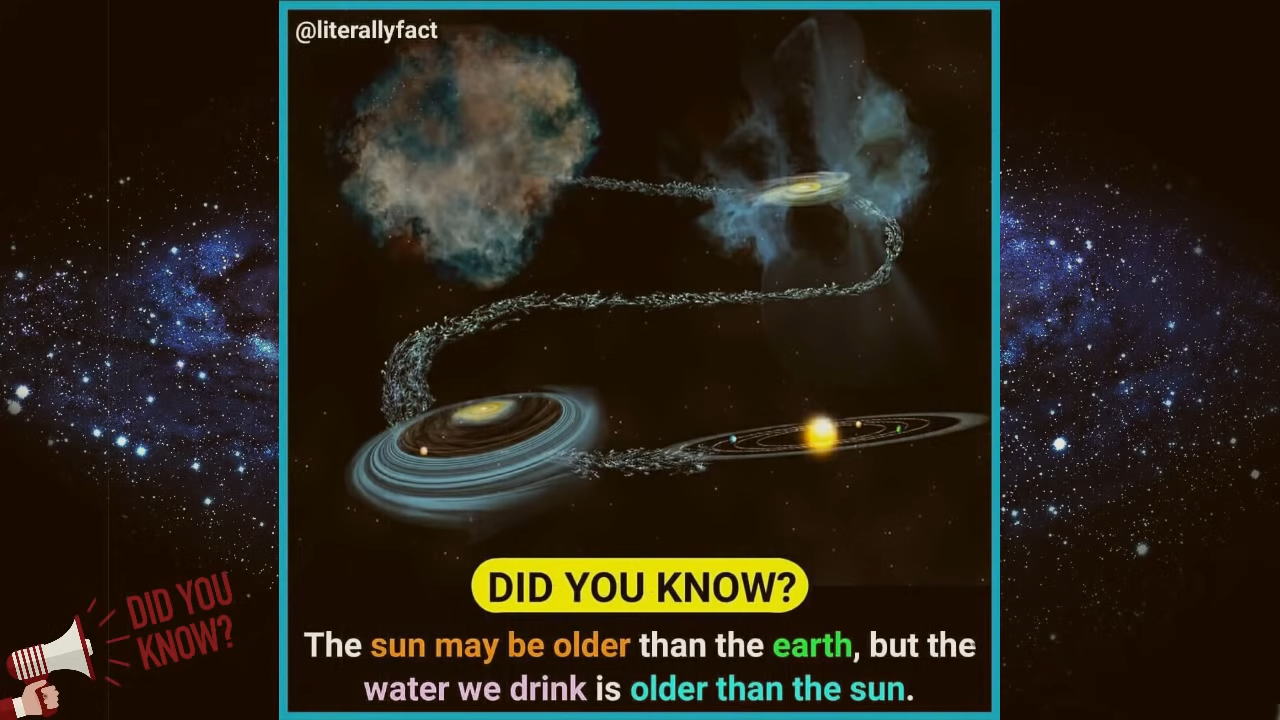 @literallyfact
DID YOU KNOW?
The sun may be older than the earth, but the
water we drink is older than the sun.
DID YOU
KNOW?